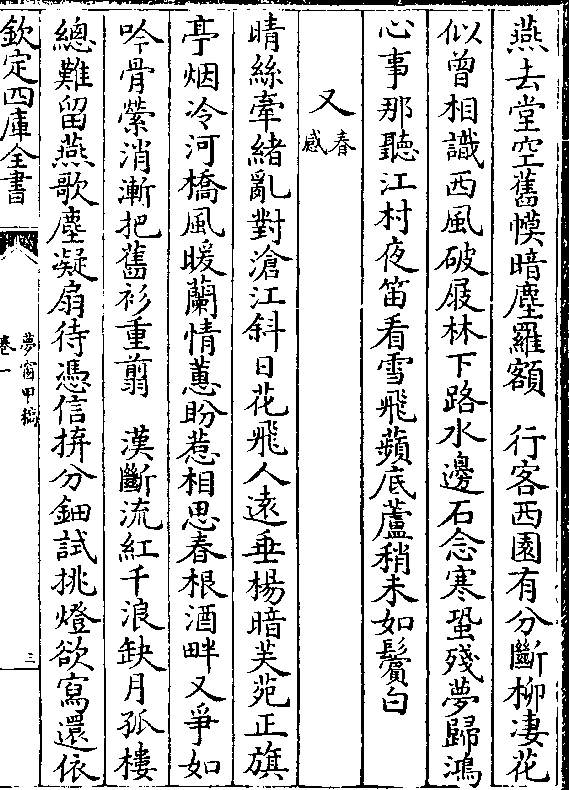 燕去堂空舊幙暗塵羅額　行客西園有分斷柳凄花
似曾相識西風破屐林下路水邊石念寒蛩殘夢歸鴻
心事那聽江村夜笛看雪飛蘋底蘆稍未如鬢白
又春感
晴絲牽緒亂對滄江斜日花飛人遠垂楊暗吴苑正旗
亭烟冷河橋風暖蘭情蕙盼惹相思春根酒畔又爭如
吟骨縈消漸把舊衫重翦　漢斷流紅千浪缺月孤樓
總難留燕歌塵凝扇待憑信拚分鈿試挑燈欲寫還依
欽定四庫全書
夢窗甲稿
卷一
三